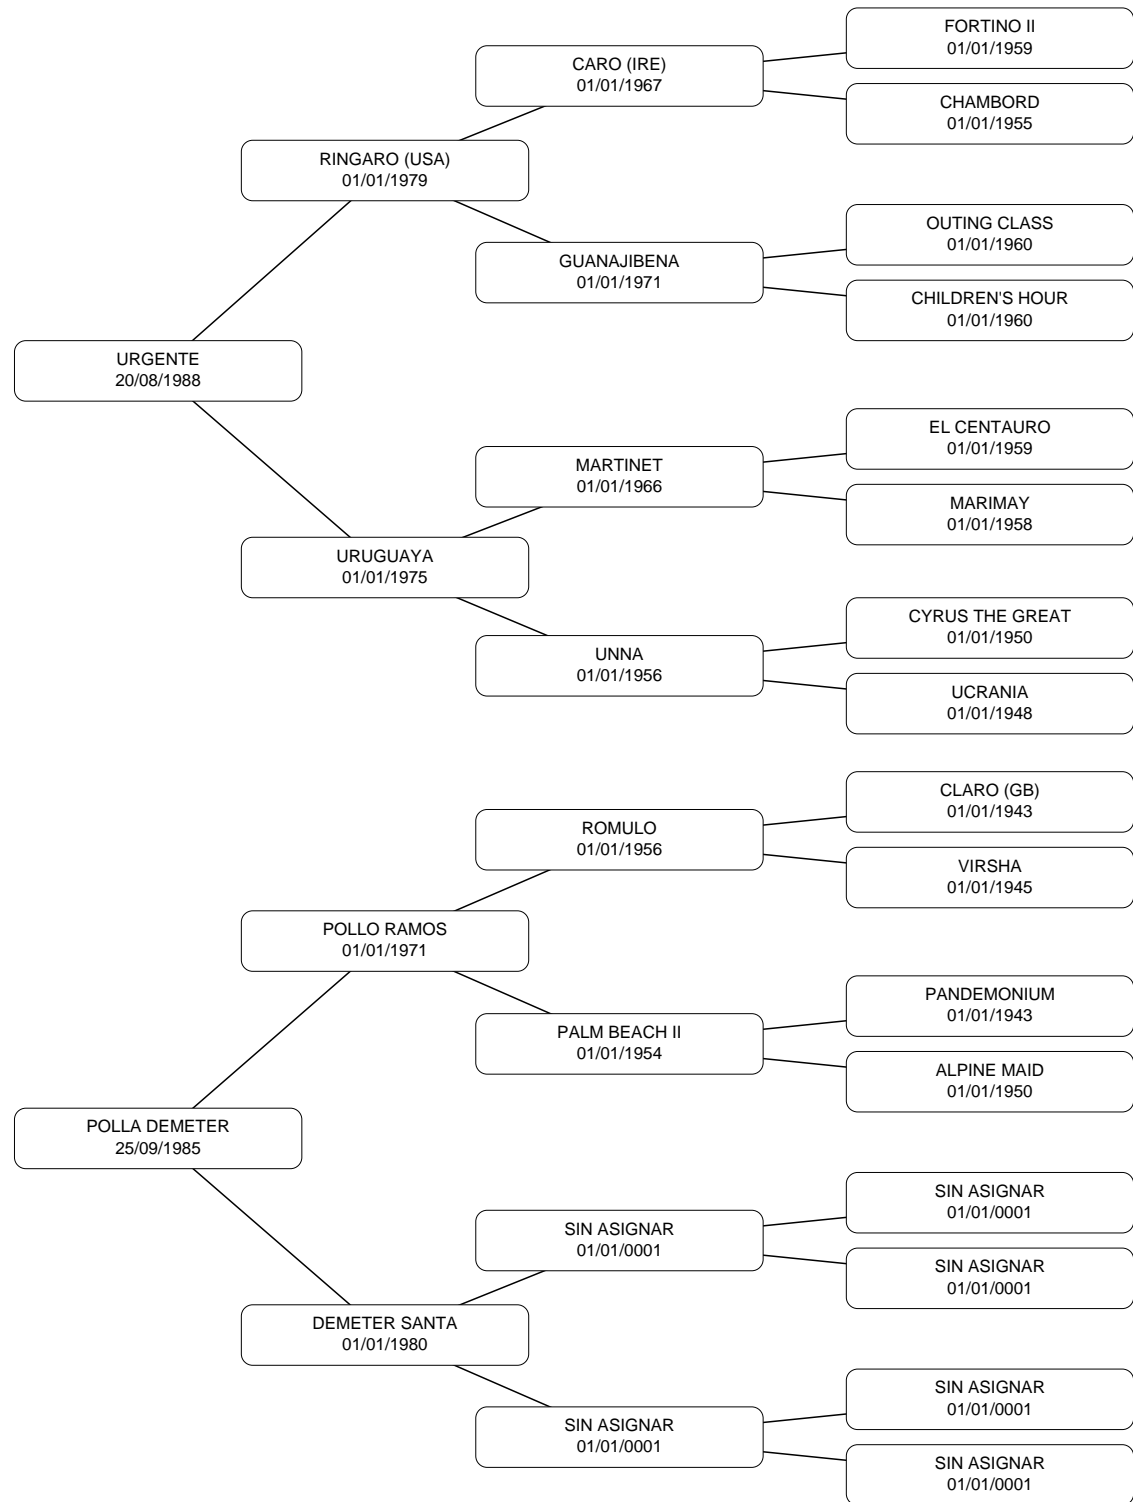 FORTINO II
01/01/1959
CARO (IRE)
01/01/1967
CHAMBORD
01/01/1955
RINGARO (USA)
01/01/1979
OUTING CLASS
01/01/1960
GUANAJIBENA
01/01/1971
CHILDREN'S HOUR
01/01/1960
URGENTE
20/08/1988
EL CENTAURO
01/01/1959
MARTINET
01/01/1966
MARIMAY
01/01/1958
URUGUAYA
01/01/1975
CYRUS THE GREAT
01/01/1950
UNNA
01/01/1956
UCRANIA
01/01/1948
CLARO (GB)
01/01/1943
ROMULO
01/01/1956
VIRSHA
01/01/1945
POLLO RAMOS
01/01/1971
PANDEMONIUM
01/01/1943
PALM BEACH II
01/01/1954
ALPINE MAID
01/01/1950
POLLA DEMETER
25/09/1985
SIN ASIGNAR
01/01/0001
SIN ASIGNAR
01/01/0001
SIN ASIGNAR
01/01/0001
DEMETER SANTA
01/01/1980
SIN ASIGNAR
01/01/0001
SIN ASIGNAR
01/01/0001
SIN ASIGNAR
01/01/0001